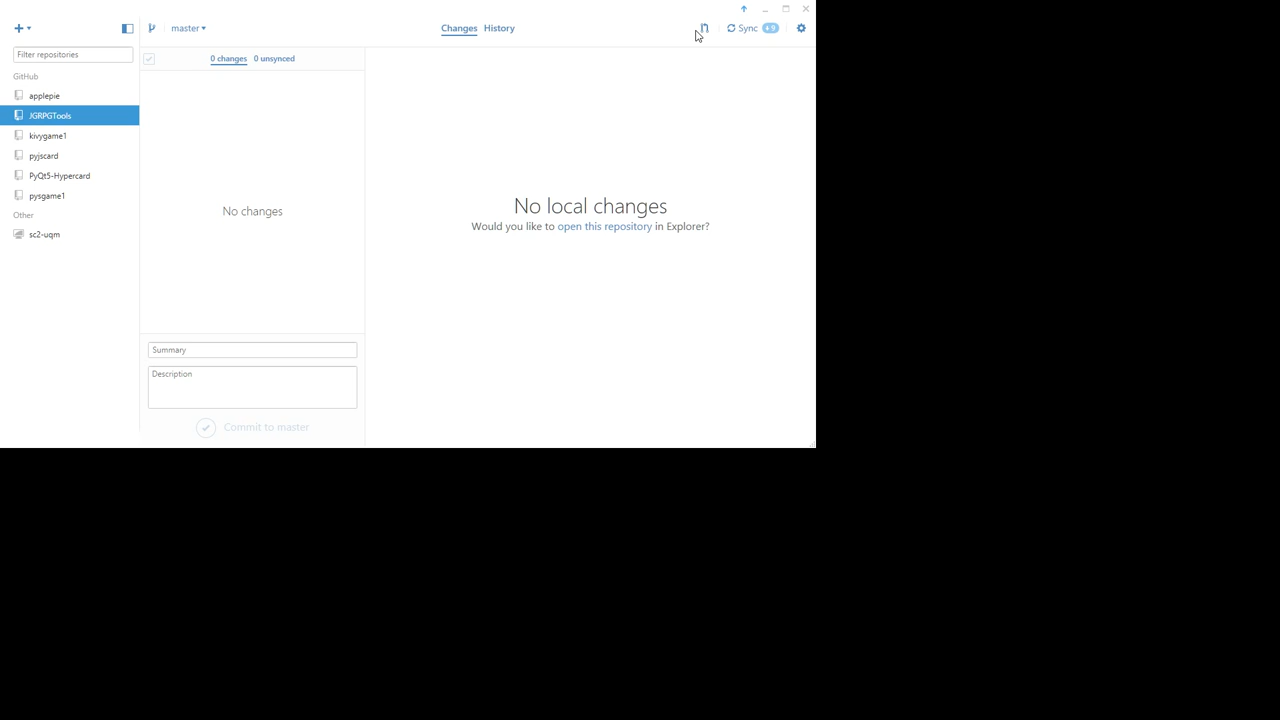 master
Changes History
Sync 9
Filter repositories
GitHub
applepie
JGRPGTools
kivygame1
pyjscard
PyQt5-Hypercard
pysgame1
Other
sc2-uqm
0 changes 0 unsynced
No changes
Summary
Description
Commit to master
No local changes
Would you like to open this repository in Explorer?